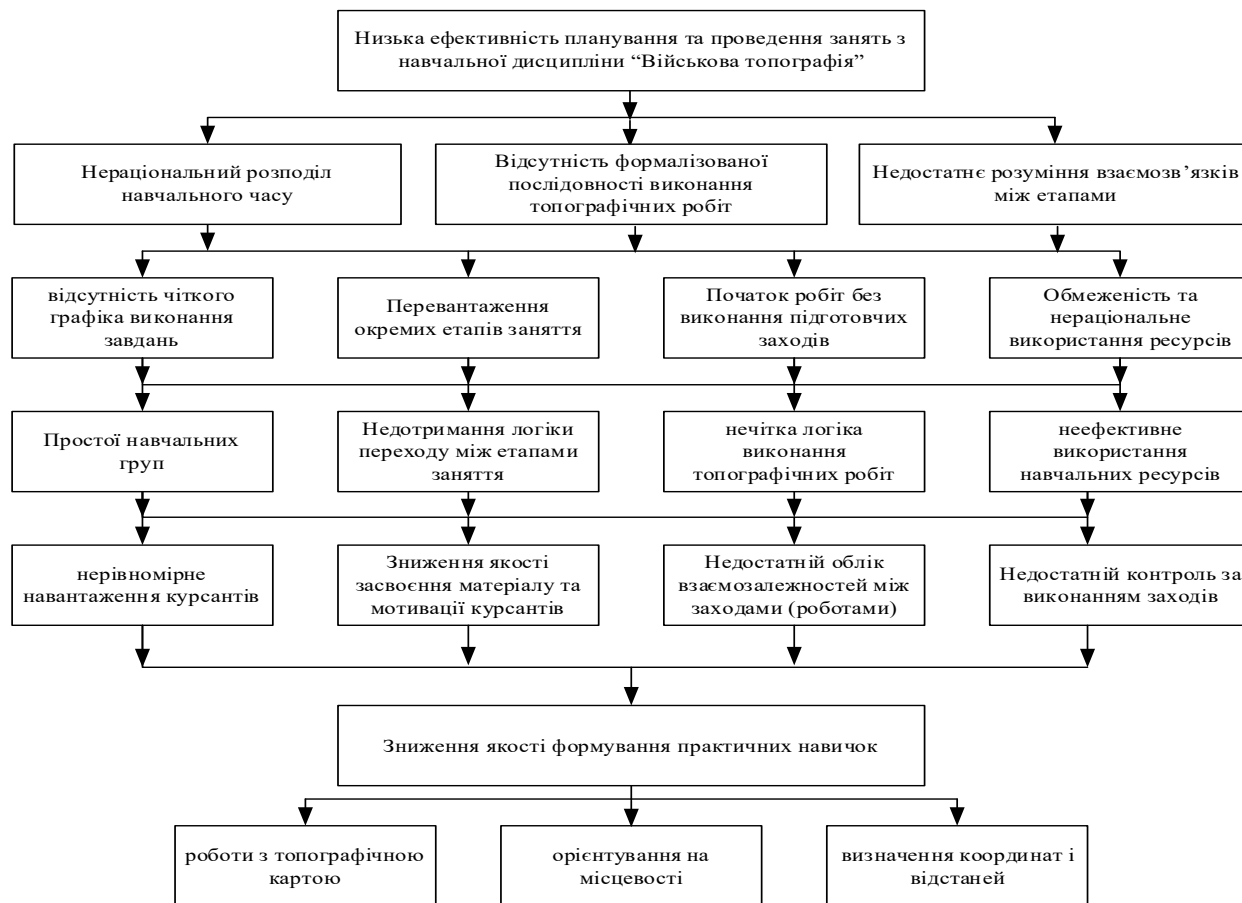 Низька ефективність планування та проведення занять з
навчальної дисципліни “Військова топографія”
Нераціональний розподіл
навчального часу
Відсутність формалізованої
послідовності виконання
топографічних робіт
Недостатнє розуміння взаємозв’язків
між етапами
відсутність чіткого
графіка виконання
завдань
Перевантаження
окремих етапів заняття
Початок робіт без
виконання підготовчих
заходів
Обмеженість та
нераціональне
використання ресурсів
Простої навчальних
груп
Недотримання логіки
переходу між етапами
заняття
нечітка логіка
виконання
топографічних робіт
неефективне
використання
навчальних ресурсів
нерівномірне
навантаження курсантів
Зниження якості
засвоєння матеріалу та
мотивації курсантів
Недостатній облік
взаємозалежностей між
заходами (роботами)
Недостатній контроль за
виконанням заходів
Зниження якості формування практичних навичок
роботи з топографічною
картою
орієнтування на
місцевості
визначення координат і
відстаней